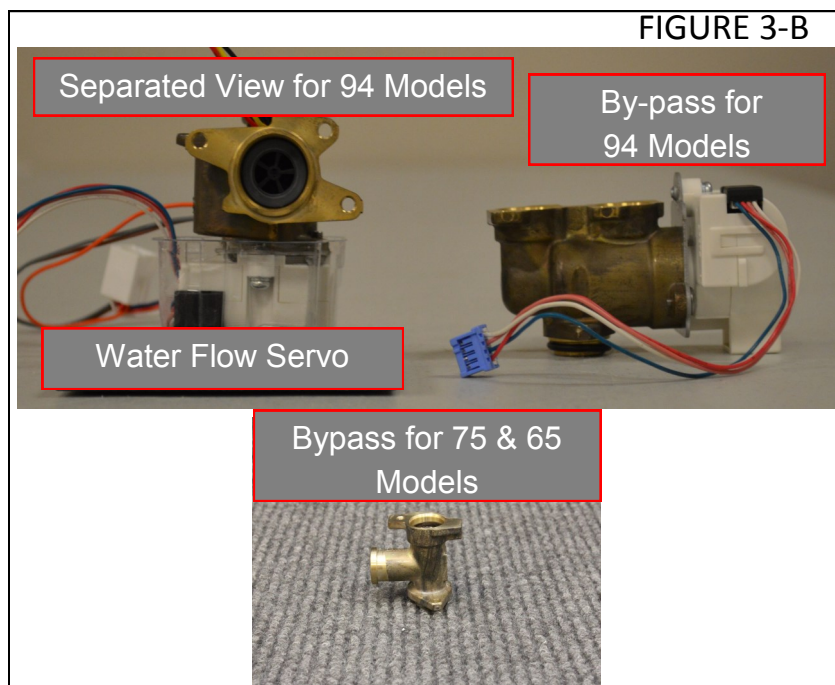 FIGURE 3-B
Separated View for 94 Models
By-pass for
94 Models
Water Flow Servo
Bypass for 75 & 65
Models